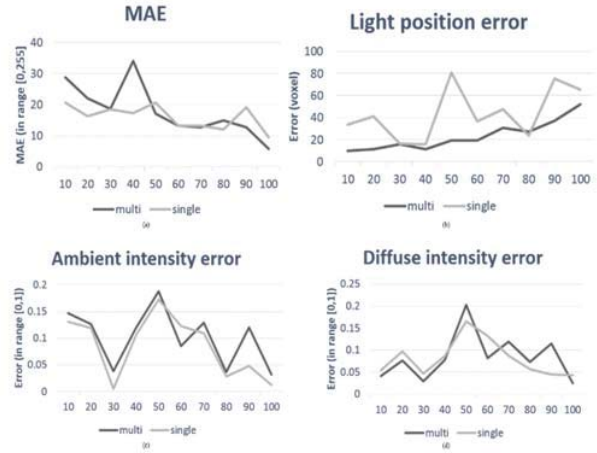 MAE
MAE (in range [0,255]
40
30
20
10
0
10 20 30 40 50 60 70 80 90 100
multi single
(a)
Light position error
Error (voxel)
100
80
60
40
20
0
10 20 30 40 50 60 70 80 90 100
multi single
(b)
Ambient intensity error
Error (in range [0,1])
0.2
0.15
0.1
0.05
0
10 20 30 40 50 60 70 80 90 100
multi single
(c)
Diffuse intensity error
Error (in range [0,1])
0.25
0.2
0.15
0.1
0.05
0
10 20 30 40 50 60 70 80 90 100
multi single
(d)